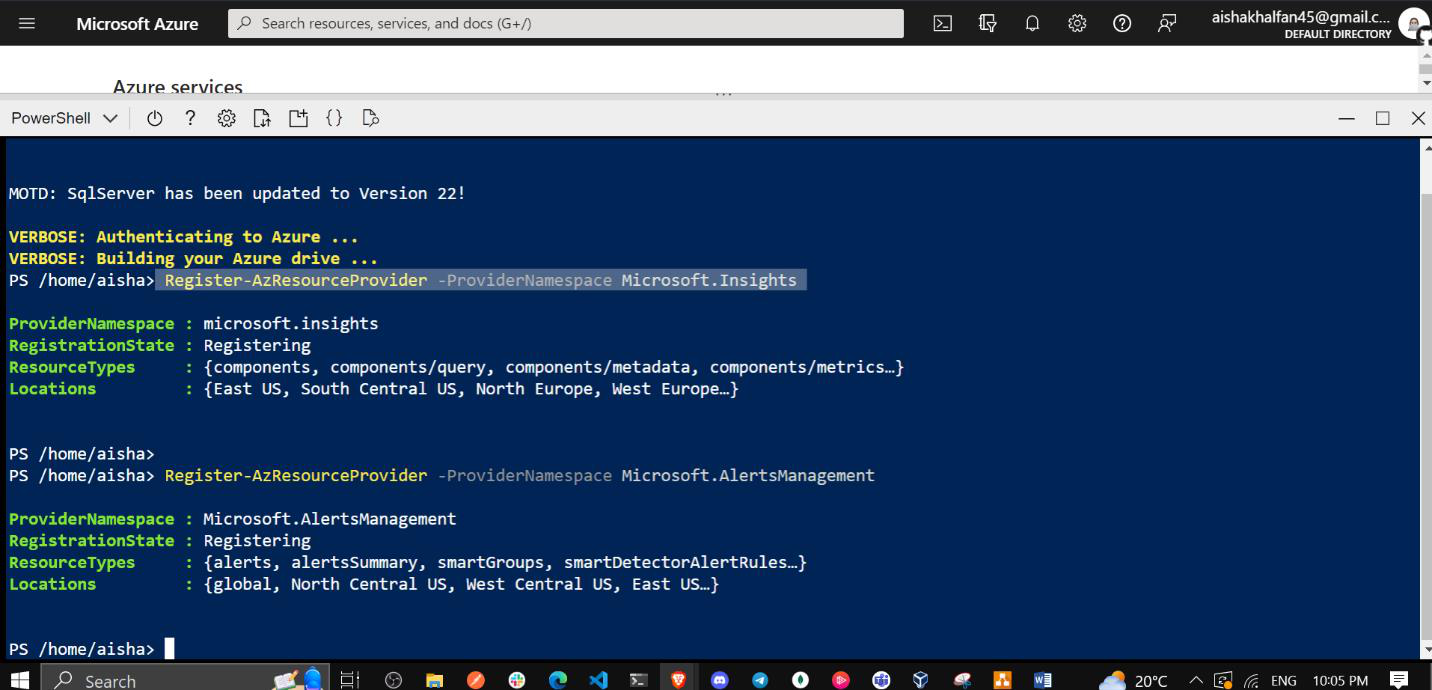 Microsoft Azure
Search resources, services, and docs (G+/)
aishakhalfan45@gmail.c...
DEFAULT DIRECTORY
Azure services
PowerShell
MOTD: SqlServer has been updated to Version 22!
VERBOSE: Authenticating to Azure ...
VERBOSE: Building your Azure drive ...
PS /home/aisha> Register-AzResourceProvider -ProviderNamespace Microsoft.Insights
ProviderNamespace : microsoft.insights
RegistrationState : Registering
ResourceTypes : {components, components/query, components/metadata, components/metrics…}
Locations : {East US, South Central US, North Europe, West Europe…}
PS /home/aisha>
PS /home/aisha> Register-AzResourceProvider -ProviderNamespace Microsoft.AlertsManagement
ProviderNamespace : Microsoft.AlertsManagement
RegistrationState : Registering
ResourceTypes : {alerts, alertsSummary, smartGroups, smartDetectorAlertRules…}
Locations : {global, North Central US, West Central US, East US…}
PS /home/aisha>
Search
20°C
ENG
10:05 PM